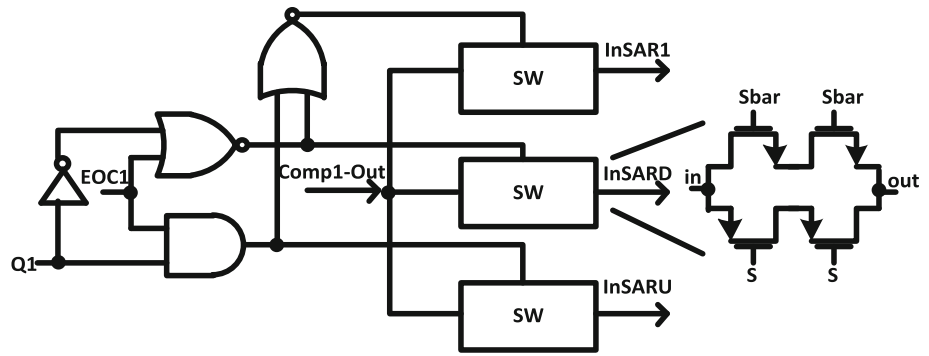 InSAR1
SW
Sbar Sbar
EOC1
Comp1-Out
InSARD
SW
in
out
Q1
S S
InSARU
SW